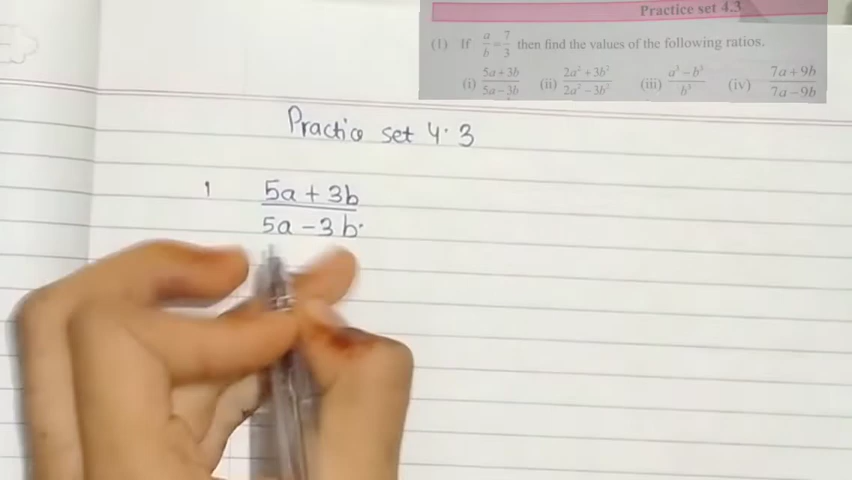 Practice set 4.3
(1) If a/b = 7/3 then find the values of the following ratios.
(i) 5a + 3b / 5a − 3b (ii) 2a² + 3b² / 2a² − 3b² (iii) a³ − b³ / b³ (iv) 7a + 9b / 7a − 9b
Practice set 4.3
1 5a + 3b
5a − 3b